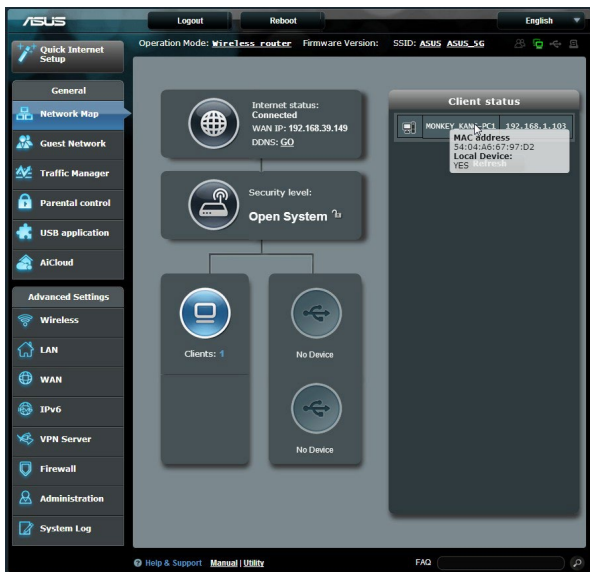 ASUS
Logout
Reboot
English
Quick Internet
Setup
Operation Mode: Wireless router Firmware Version: SSID: ASUS ASUS_5G
General
Network Map
Guest Network
Traffic Manager
Parental control
USB application
AiCloud
Advanced Settings
Wireless
LAN
WAN
IPv6
VPN Server
Firewall
Administration
System Log
Internet status:
Connected
WAN IP: 192.168.39.149
DDNS: GO
Security level:
Open System
Clients: 1
No Device
No Device
Client status
192.168.1.103
MAC address
54:04:A6:67:97:D2
Local Device:
YES
Help & Support Manual | Utility
FAQ